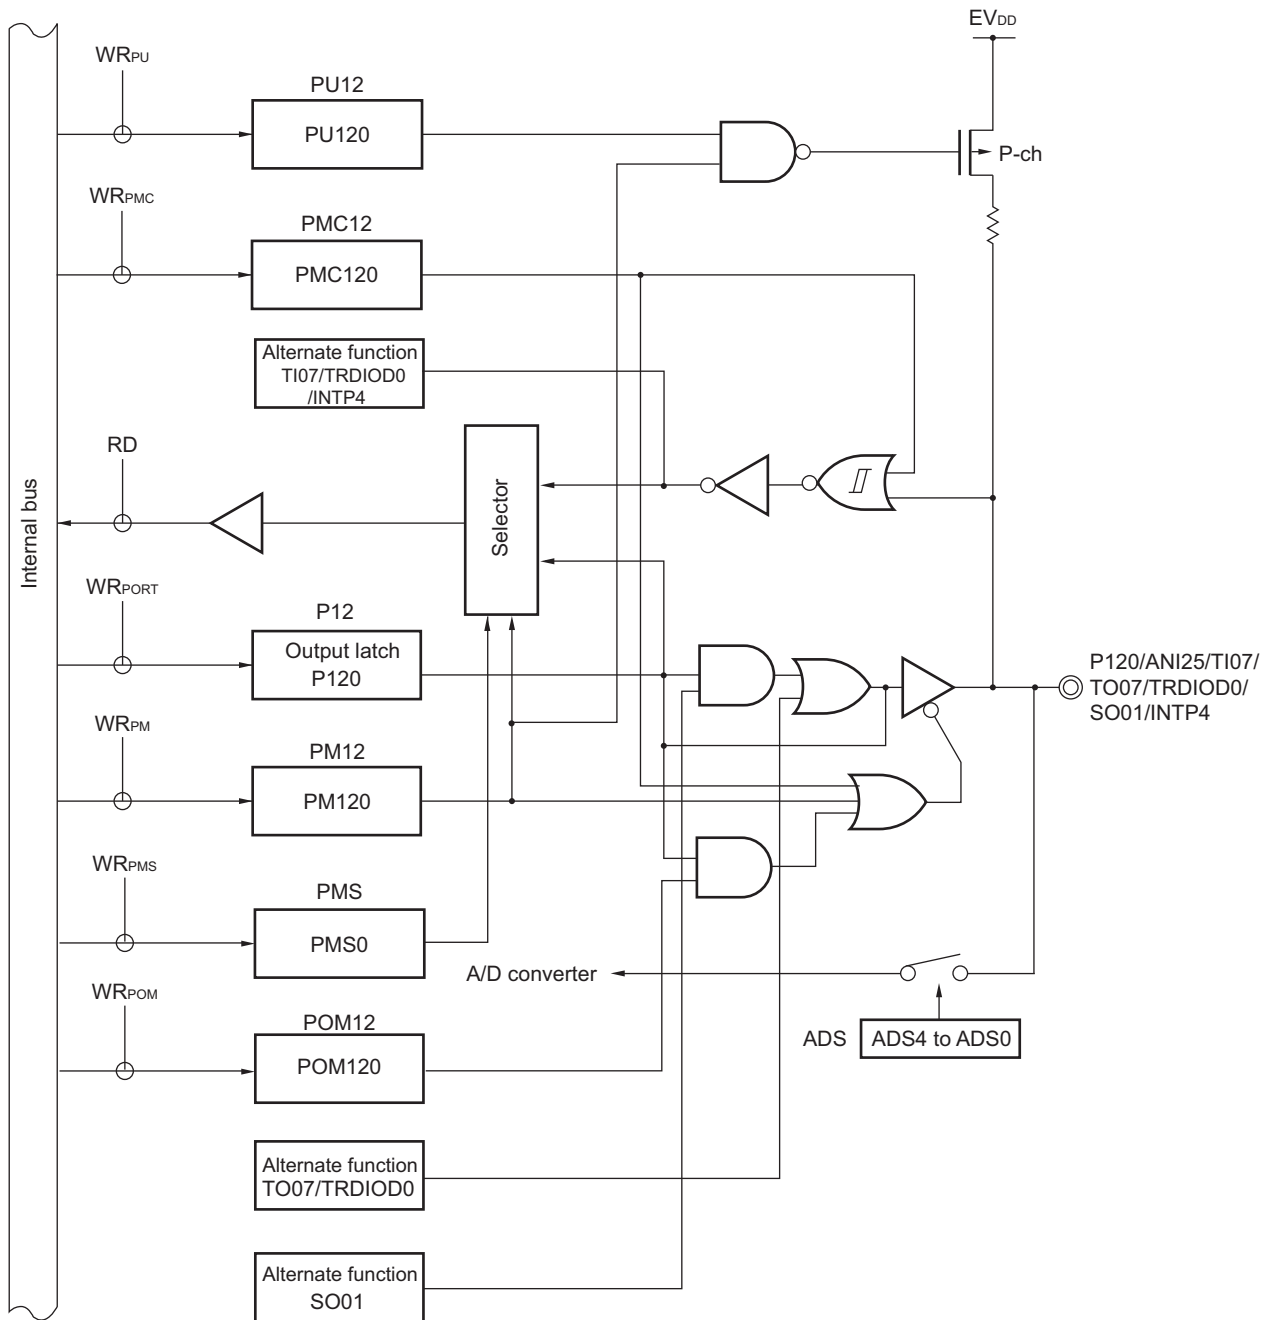 EVDD
WRPU
PU12
PU120
P-ch
WRPMC
PMC12
PMC120
Alternate function
TI07/TRDIOD0
/INTP4
RD
Selector
Internal bus
WRPORT
P12
Output latch
P120
P120/ANI25/TI07/
TO07/TRDIOD0/
SO01/INTP4
WRPM
PM12
PM120
WRPMS
PMS
PMS0
A/D converter
WRPOM
POM12
POM120
ADS
ADS4 to ADS0
Alternate function
TO07/TRDIOD0
Alternate function
SO01